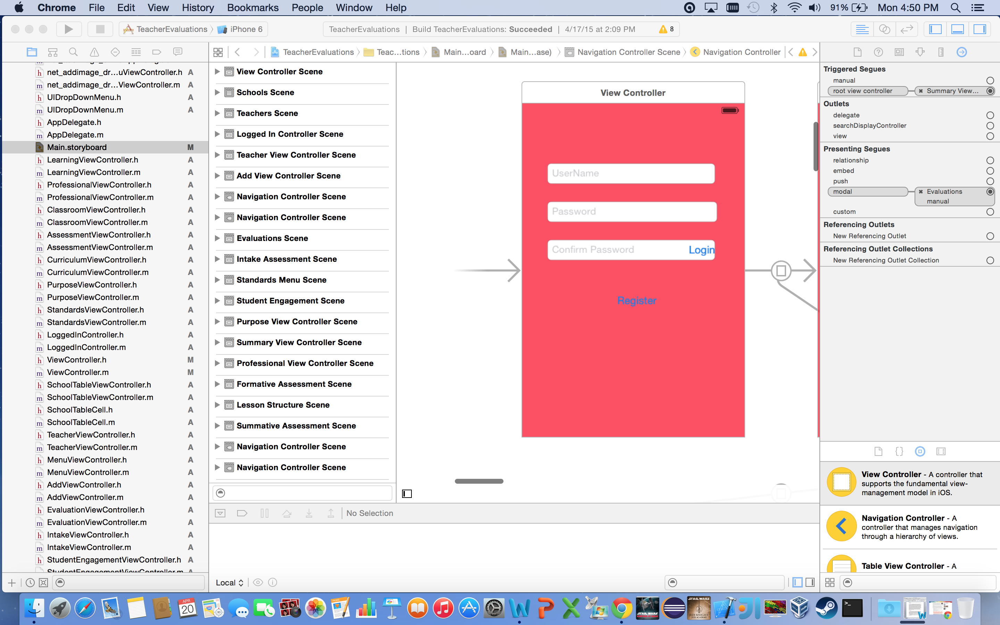 Chrome File Edit View History Bookmarks People Window Help 91% Mon 4:50 PM
TeacherEvaluations iPhone 6 TeacherEvaluations | Build TeacherEvaluations: Succeeded | 4/17/15 at 2:09 PM 8
TeacherEvaluations Teac...tions Main...oard Main...ase) Navigation Controller Scene Navigation Controller
net_addimage_dr...uViewController.h A
net_addimage_dr...ViewController.m A
UIDropDownMenu.h A
UIDropDownMenu.m A
AppDelegate.h
AppDelegate.m
Main.storyboard M
LearningViewController.h A
LearningViewController.m A
ProfessionalViewController.h A
ProfessionalViewController.m A
ClassroomViewController.h A
ClassroomViewController.m A
AssessmentViewController.h A
AssessmentViewController.m A
CurriculumViewController.h A
CurriculumViewController.m A
PurposeViewController.h A
PurposeViewController.m A
StandardsViewController.h A
StandardsViewController.m A
LoggedInController.h A
LoggedInController.m A
ViewController.h M
ViewController.m M
SchoolTableViewController.h A
SchoolTableViewController.m A
SchoolTableCell.h A
SchoolTableCell.m A
TeacherViewController.h A
TeacherViewController.m A
MenuViewController.h A
MenuViewController.m A
AddViewController.h A
AddViewController.m A
EvaluationViewController.h A
EvaluationViewController.m A
IntakeViewController.h A
IntakeViewController.m A
StudentEngagementViewController.h A
StudentEngagementViewController.m A
View Controller Scene
Schools Scene
Teachers Scene
Logged In Controller Scene
Teacher View Controller Scene
Add View Controller Scene
Navigation Controller Scene
Navigation Controller Scene
Evaluations Scene
Intake Assessment Scene
Standards Menu Scene
Student Engagement Scene
Purpose View Controller Scene
Summary View Controller Scene
Professional View Controller Scene
Formative Assessment Scene
Lesson Structure Scene
Summative Assessment Scene
Navigation Controller Scene
Navigation Controller Scene
View Controller
UserName
Password
Confirm Password Login
Register
No Selection
Local
Triggered Segues
manual
root view controller Summary View...
Outlets
delegate
searchDisplayController
view
Presenting Segues
relationship
embed
push
modal Evaluations
manual
custom
Referencing Outlets
New Referencing Outlet
Referencing Outlet Collections
New Referencing Outlet Collection
View Controller - A controller that
supports the fundamental view-
management model in iOS.
Navigation Controller - A
controller that manages navigation
through a hierarchy of views.
Table View Controller - A
APR
20
3D
PAGES
STAR WARS
STAR WARS
JEDI KNIGHT
JEDI ACADEMY